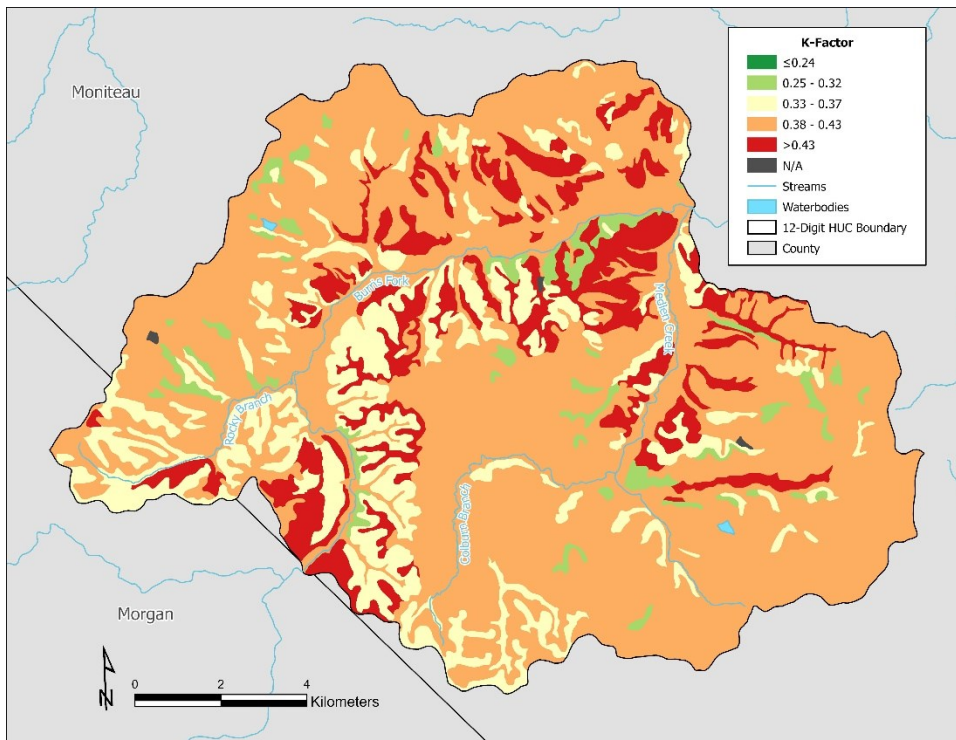 Moniteau
K-Factor
≤0.24
0.25 - 0.32
0.33 - 0.37
0.38 - 0.43
>0.43
N/A
Streams
Waterbodies
12-Digit HUC Boundary
County
Burris Fork
Medlen Creek
Rocky Branch
Colburn Branch
Morgan
N
0 2 4
Kilometers